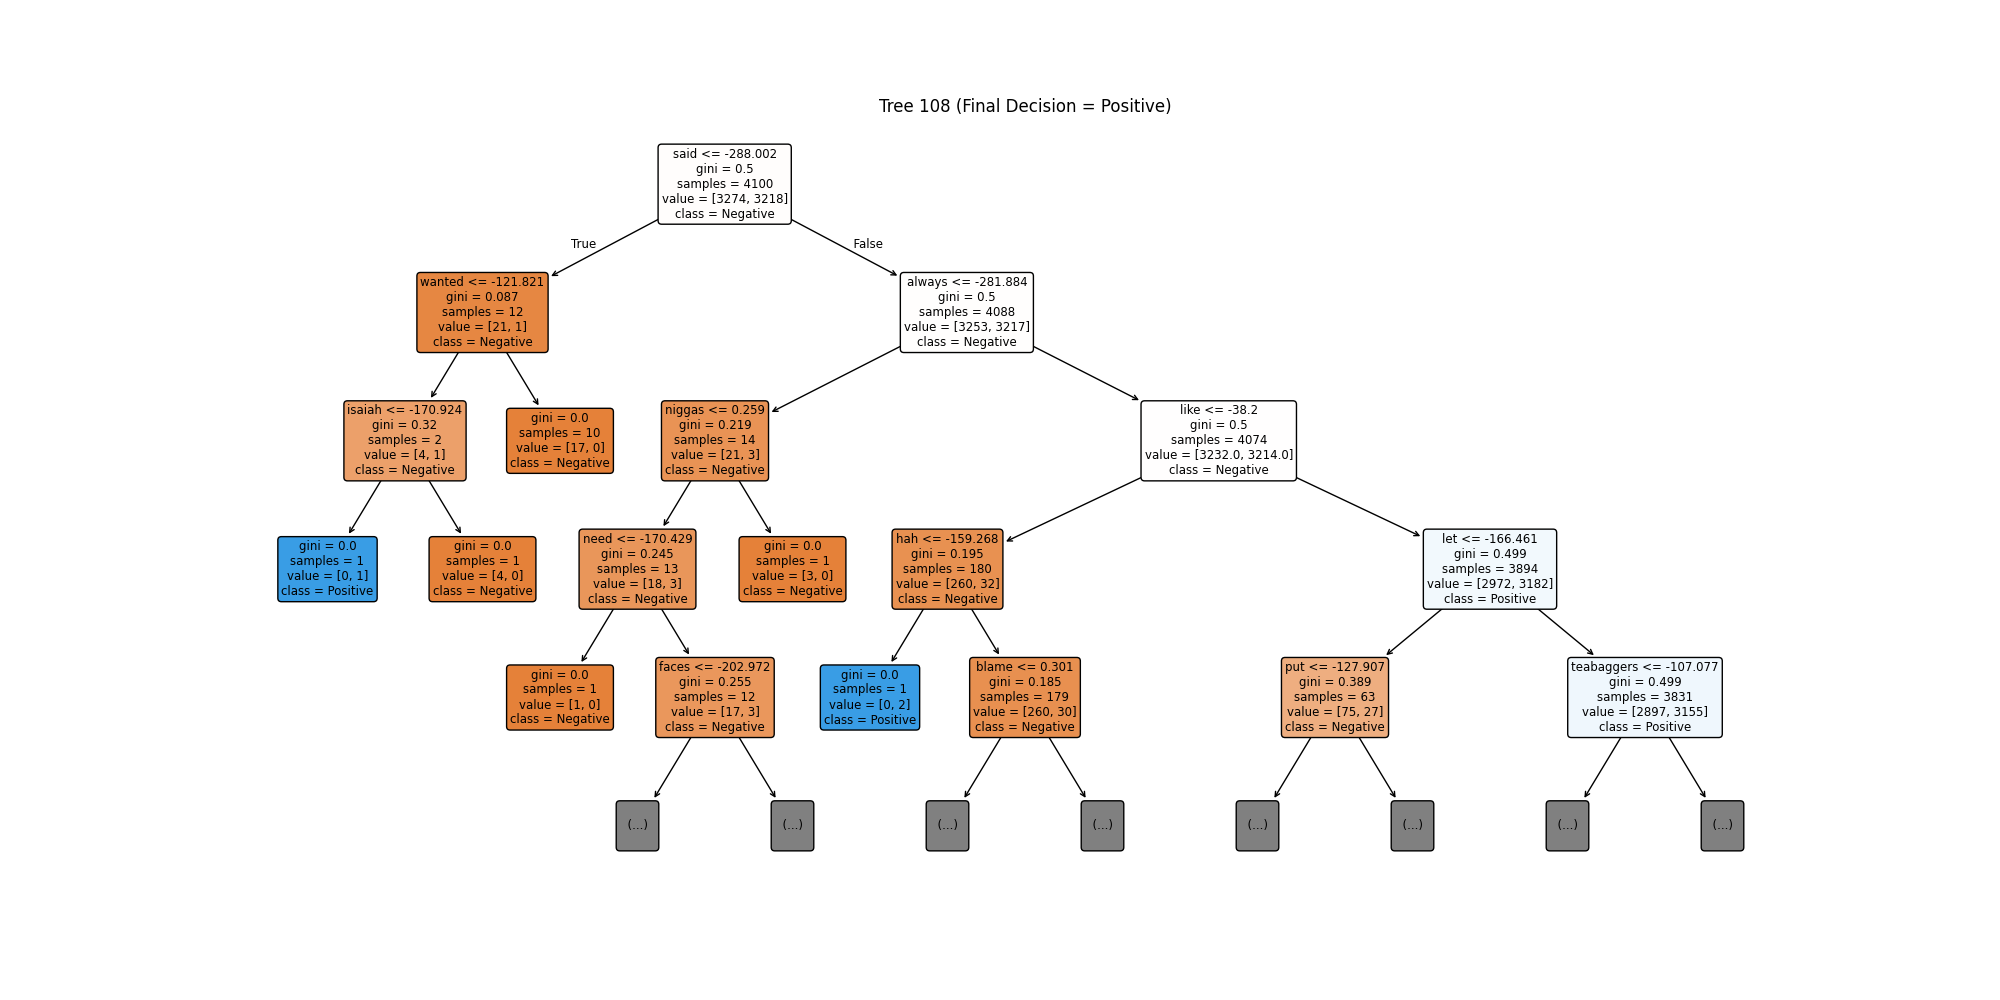 Tree 108 (Final Decision = Positive)
said <= -288.002
gini = 0.5
samples = 4100
value = [3274, 3218]
class = Negative
True
False
wanted <= -121.821
gini = 0.087
samples = 12
value = [21, 1]
class = Negative
always <= -281.884
gini = 0.5
samples = 4088
value = [3253, 3217]
class = Negative
isaiah <= -170.924
gini = 0.32
samples = 2
value = [4, 1]
class = Negative
gini = 0.0
samples = 10
value = [17, 0]
class = Negative
niggas <= 0.259
gini = 0.219
samples = 14
value = [21, 3]
class = Negative
like <= -38.2
gini = 0.5
samples = 4074
value = [3232.0, 3214.0]
class = Negative
gini = 0.0
samples = 1
value = [0, 1]
class = Positive
gini = 0.0
samples = 1
value = [4, 0]
class = Negative
need <= -170.429
gini = 0.245
samples = 13
value = [18, 3]
class = Negative
gini = 0.0
samples = 1
value = [3, 0]
class = Negative
hah <= -159.268
gini = 0.195
samples = 180
value = [260, 32]
class = Negative
let <= -166.461
gini = 0.499
samples = 3894
value = [2972, 3182]
class = Positive
gini = 0.0
samples = 1
value = [1, 0]
class = Negative
faces <= -202.972
gini = 0.255
samples = 12
value = [17, 3]
class = Negative
gini = 0.0
samples = 1
value = [0, 2]
class = Positive
blame <= 0.301
gini = 0.185
samples = 179
value = [260, 30]
class = Negative
put <= -127.907
gini = 0.389
samples = 63
value = [75, 27]
class = Negative
teabaggers <= -107.077
gini = 0.499
samples = 3831
value = [2897, 3155]
class = Positive
(...)
(...)
(...)
(...)
(...)
(...)
(...)
(...)